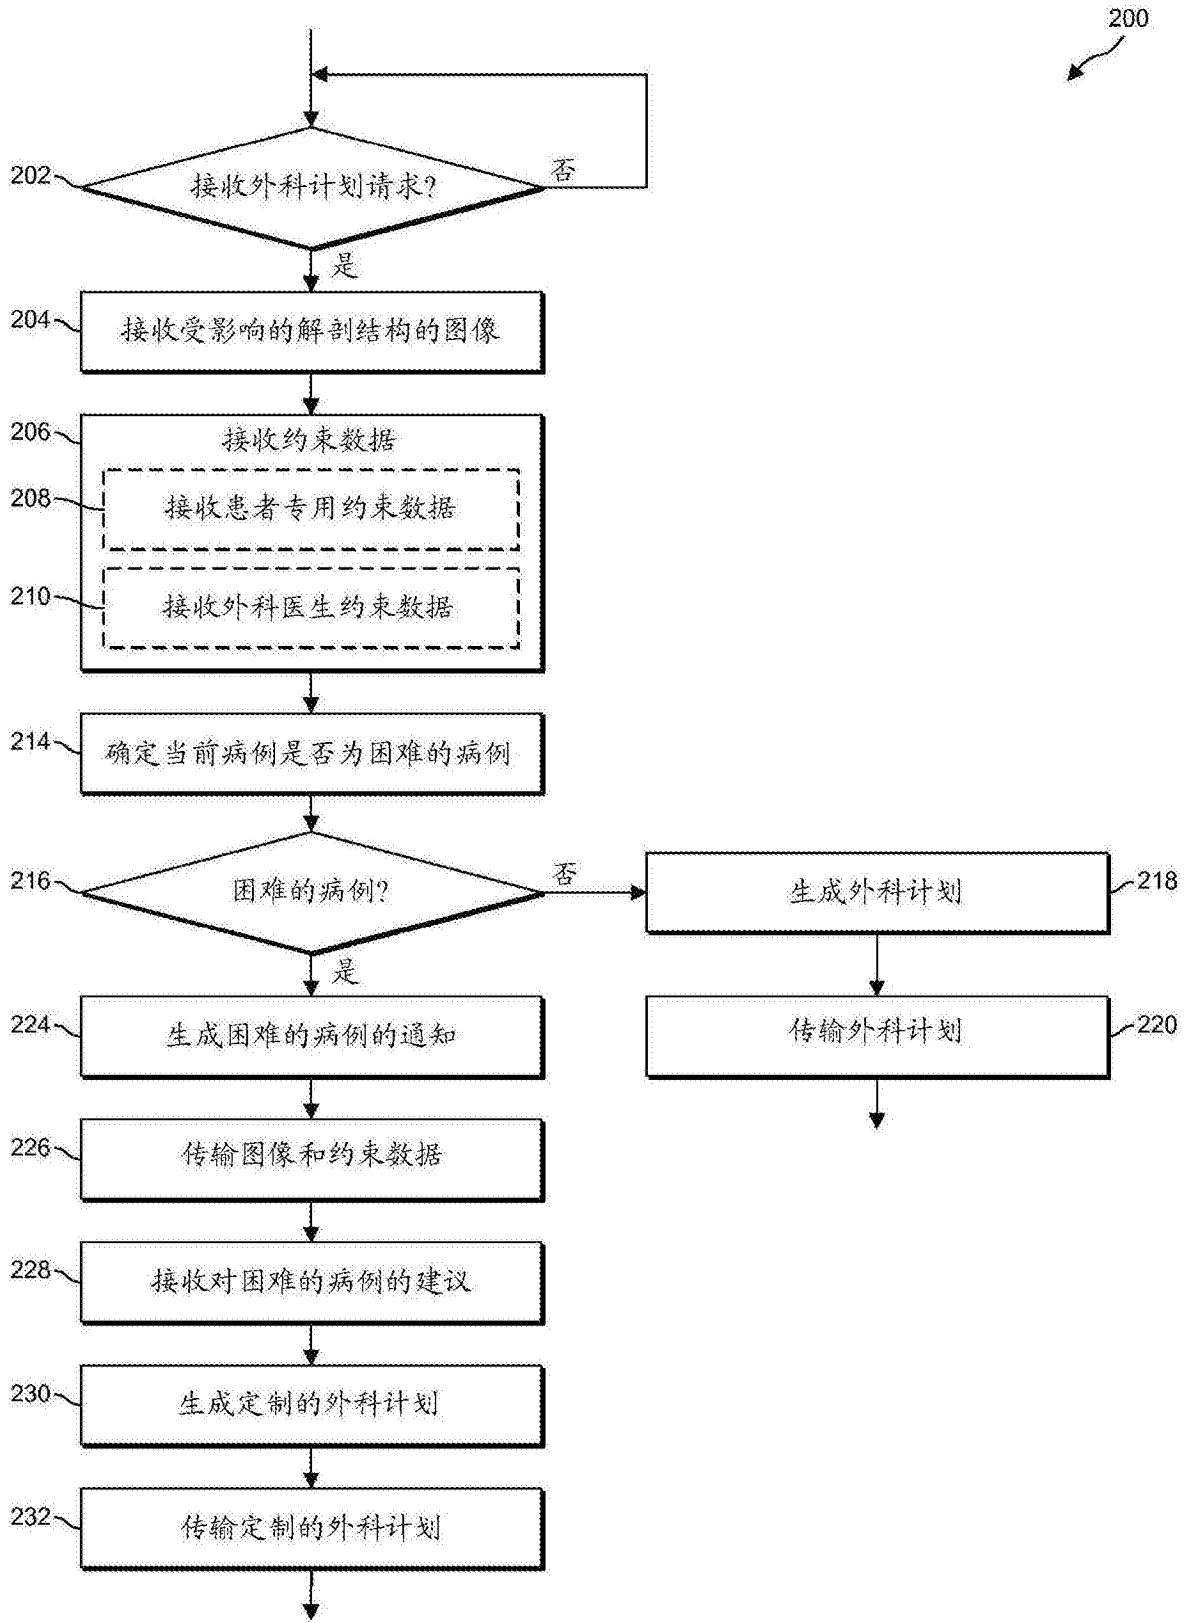 200
202
接收外科计划请求?
否
是
204
接收受影响的解剖结构的图像
206
接收约束数据
208
接收患者专用约束数据
210
接收外科医生约束数据
214
确定当前病例是否为困难的病例
216
困难的病例?
否
生成外科计划
218
是
224
生成困难的病例的通知
传输外科计划
220
226
传输图像和约束数据
228
接收对困难的病例的建议
230
生成定制的外科计划
232
传输定制的外科计划